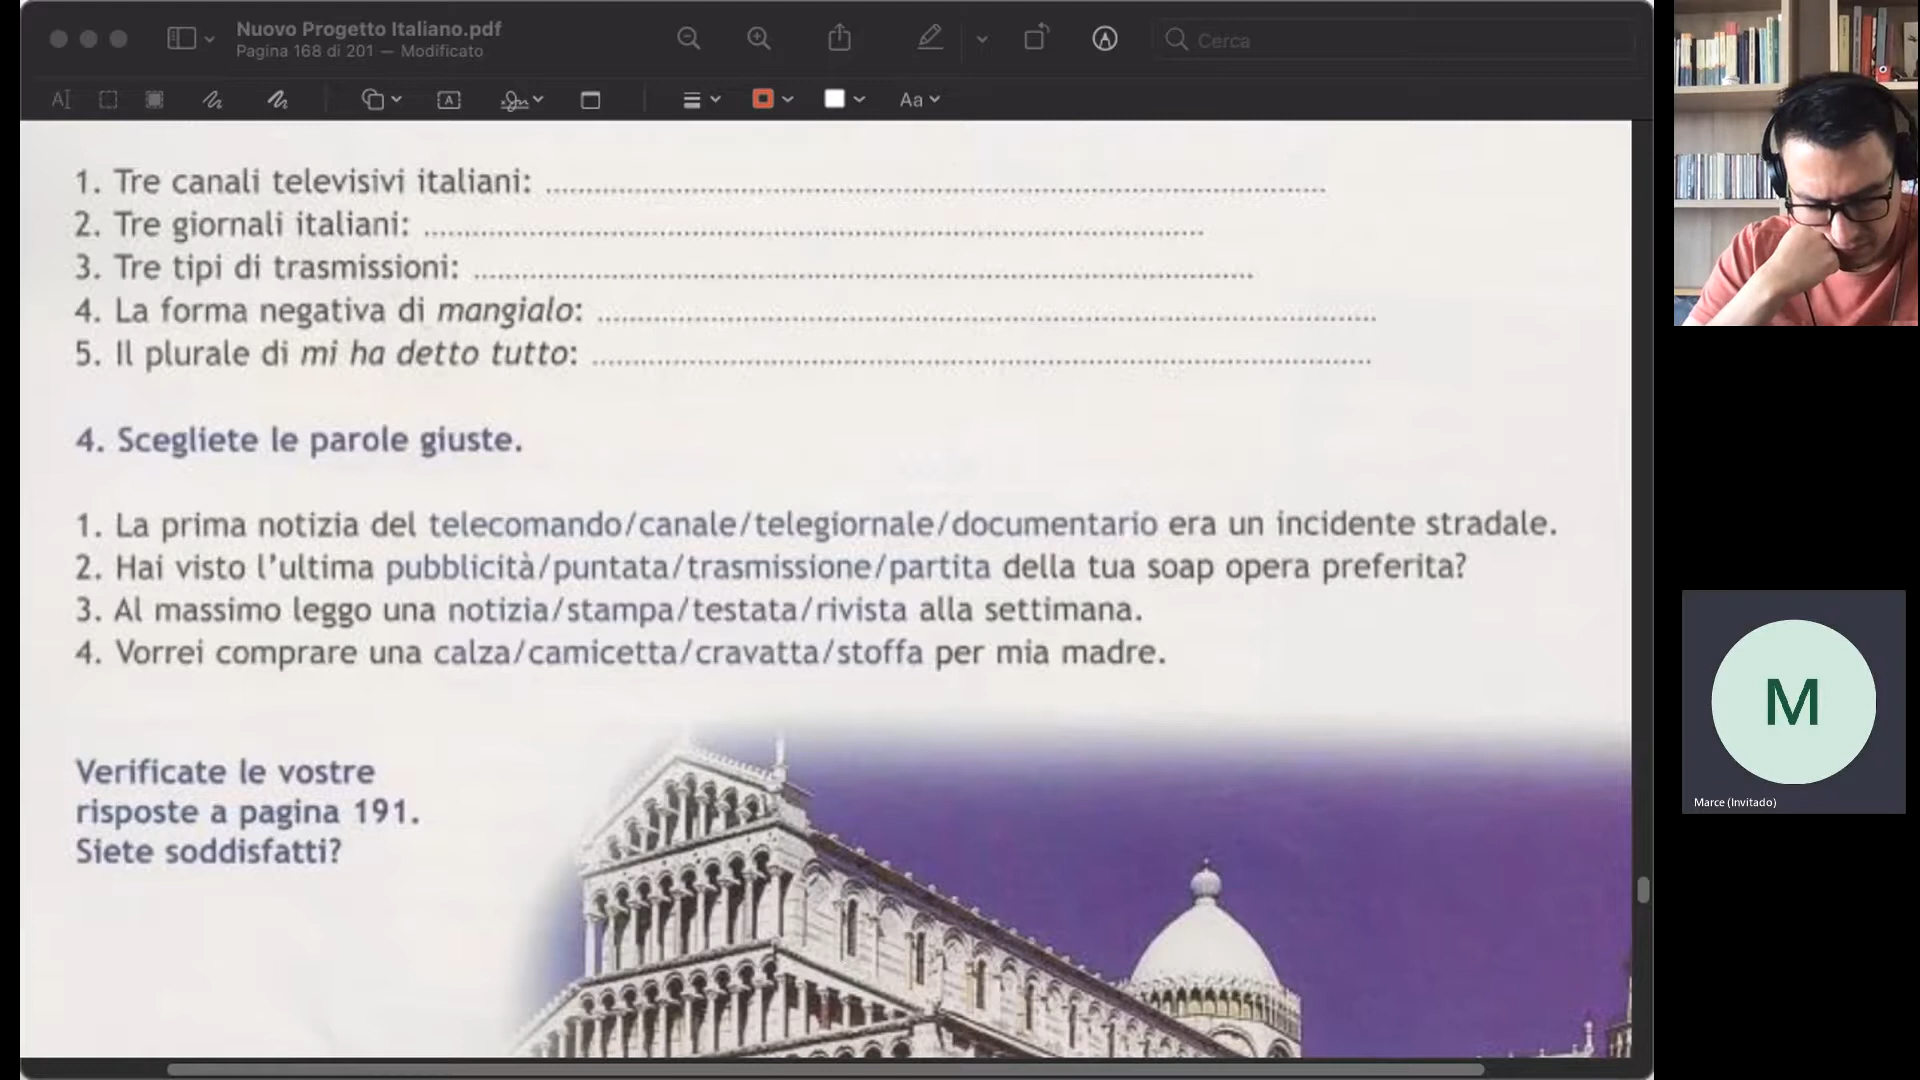 Nuovo Progetto Italiano.pdf
Pagina 168 di 201 — Modificato
Cerca
Aa
1. Tre canali televisivi italiani: ................................................................
2. Tre giornali italiani: ................................................................
3. Tre tipi di trasmissioni: ................................................................
4. La forma negativa di mangialo: ................................................................
5. Il plurale di mi ha detto tutto: ................................................................
4. Scegliete le parole giuste.
1. La prima notizia del telecomando/canale/telegiornale/documentario era un incidente stradale.
2. Hai visto l’ultima pubblicità/puntata/trasmissione/partita della tua soap opera preferita?
3. Al massimo leggo una notizia/stampa/testata/rivista alla settimana.
4. Vorrei comprare una calza/camicetta/cravatta/stoffa per mia madre.
Verificate le vostre
risposte a pagina 191.
Siete soddisfatti?
M
Marce (Invitado)